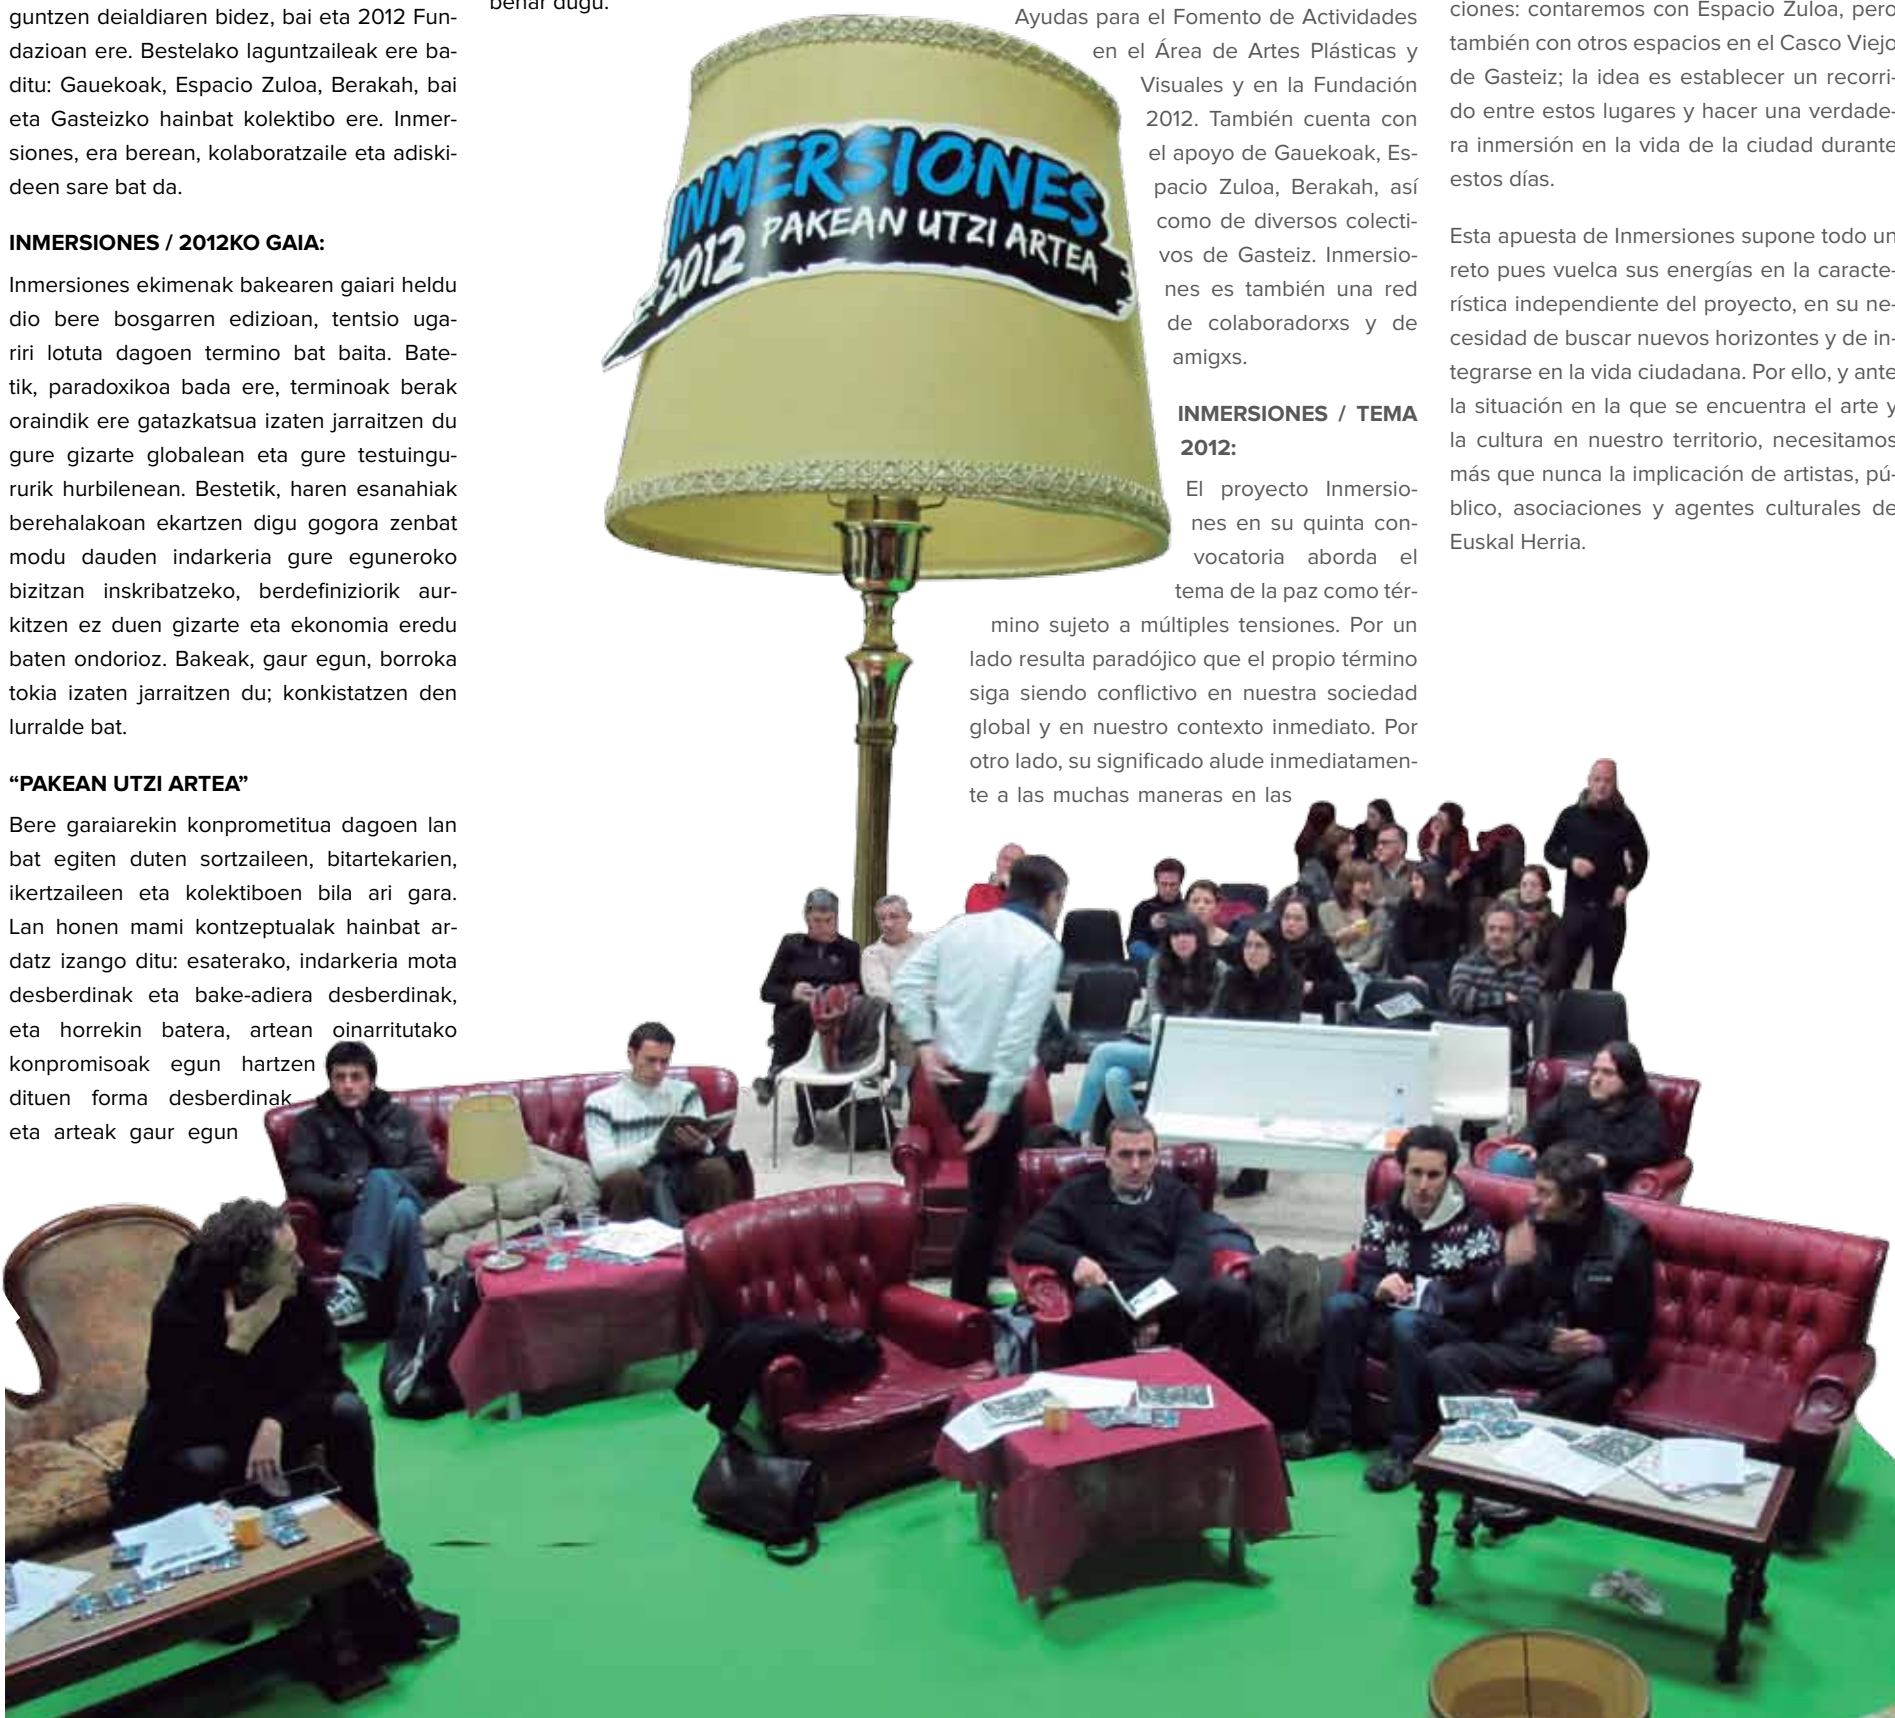 guntzen deialdiaren bidez, bai eta 2012 Fun-
dazioan ere. Bestelako laguntzaileak ere ba-
ditu: Gauekoak, Espacio Zuloa, Berakah, bai
eta Gasteizko hainbat kolektibo ere. Inmer-
siones, era berean, kolaboratzaile eta adiski-
deen sare bat da.
INMERSIONES / 2012KO GAIA:
Inmersiones ekimenak bakearen gaiari heldu
dio bere bosgarren edizioan, tentsio uga-
riri lotuta dagoen termino bat baita. Bate-
tik, paradoxikoa bada ere, terminoak berak
oraindik ere gatazkatsua izaten jarraitzen du
gure gizarte globalean eta gure testuingu-
rurik hurbilenean. Bestetik, haren esanahiak
berehalakoan ekartzen digu gogora zenbat
modu dauden indarkeria gure eguneroko
bizitzan inskribatzeko, berdefiniziorik aur-
kitzen ez duen gizarte eta ekonomia eredu
baten ondorioz. Bakeak, gaur egun, borroka
tokia izaten jarraitzen du; konkistatzen den
lurralde bat.
“PAKEAN UTZI ARTEA”
Bere garaiarekin konprometitua dagoen lan
bat egiten duten sortzaileen, bitartekarien,
ikertzaileen eta kolektiboen bila ari gara.
Lan honen mami kontzeptualak hainbat ar-
datz izango ditu: esaterako, indarkeria mota
desberdinak eta bake-adiera desberdinak,
eta horrekin batera, artean oinarritutako
konpromisoak egun hartzen
dituen forma desberdinak
eta arteak gaur egun
behar dugu.
INMERSIONES
2012 PAKEAN UTZI ARTEA
Ayudas para el Fomento de Actividades
en el Área de Artes Plásticas y
Visuales y en la Fundación
2012. También cuenta con
el apoyo de Gauekoak, Es-
pacio Zuloa, Berakah, así
como de diversos colecti-
vos de Gasteiz. Inmersio-
nes es también una red
de colaboradorxs y de
amigxs.
INMERSIONES / TEMA
2012:
El proyecto Inmersio-
nes en su quinta con-
vocatoria aborda el
tema de la paz como tér-
mino sujeto a múltiples tensiones. Por un
lado resulta paradójico que el propio término
siga siendo conflictivo en nuestra sociedad
global y en nuestro contexto inmediato. Por
otro lado, su significado alude inmediatamen-
te a las muchas maneras en las
ciones: contaremos con Espacio Zuloa, pero
también con otros espacios en el Casco Viejo
de Gasteiz; la idea es establecer un recorri-
do entre estos lugares y hacer una verdade-
ra inmersión en la vida de la ciudad durante
estos días.
Esta apuesta de Inmersiones supone todo un
reto pues vuelca sus energías en la caracte-
rística independiente del proyecto, en su ne-
cesidad de buscar nuevos horizontes y de in-
tegrarse en la vida ciudadana. Por ello, y ante
la situación en la que se encuentra el arte y
la cultura en nuestro territorio, necesitamos
más que nunca la implicación de artistas, pú-
blico, asociaciones y agentes culturales de
Euskal Herria.